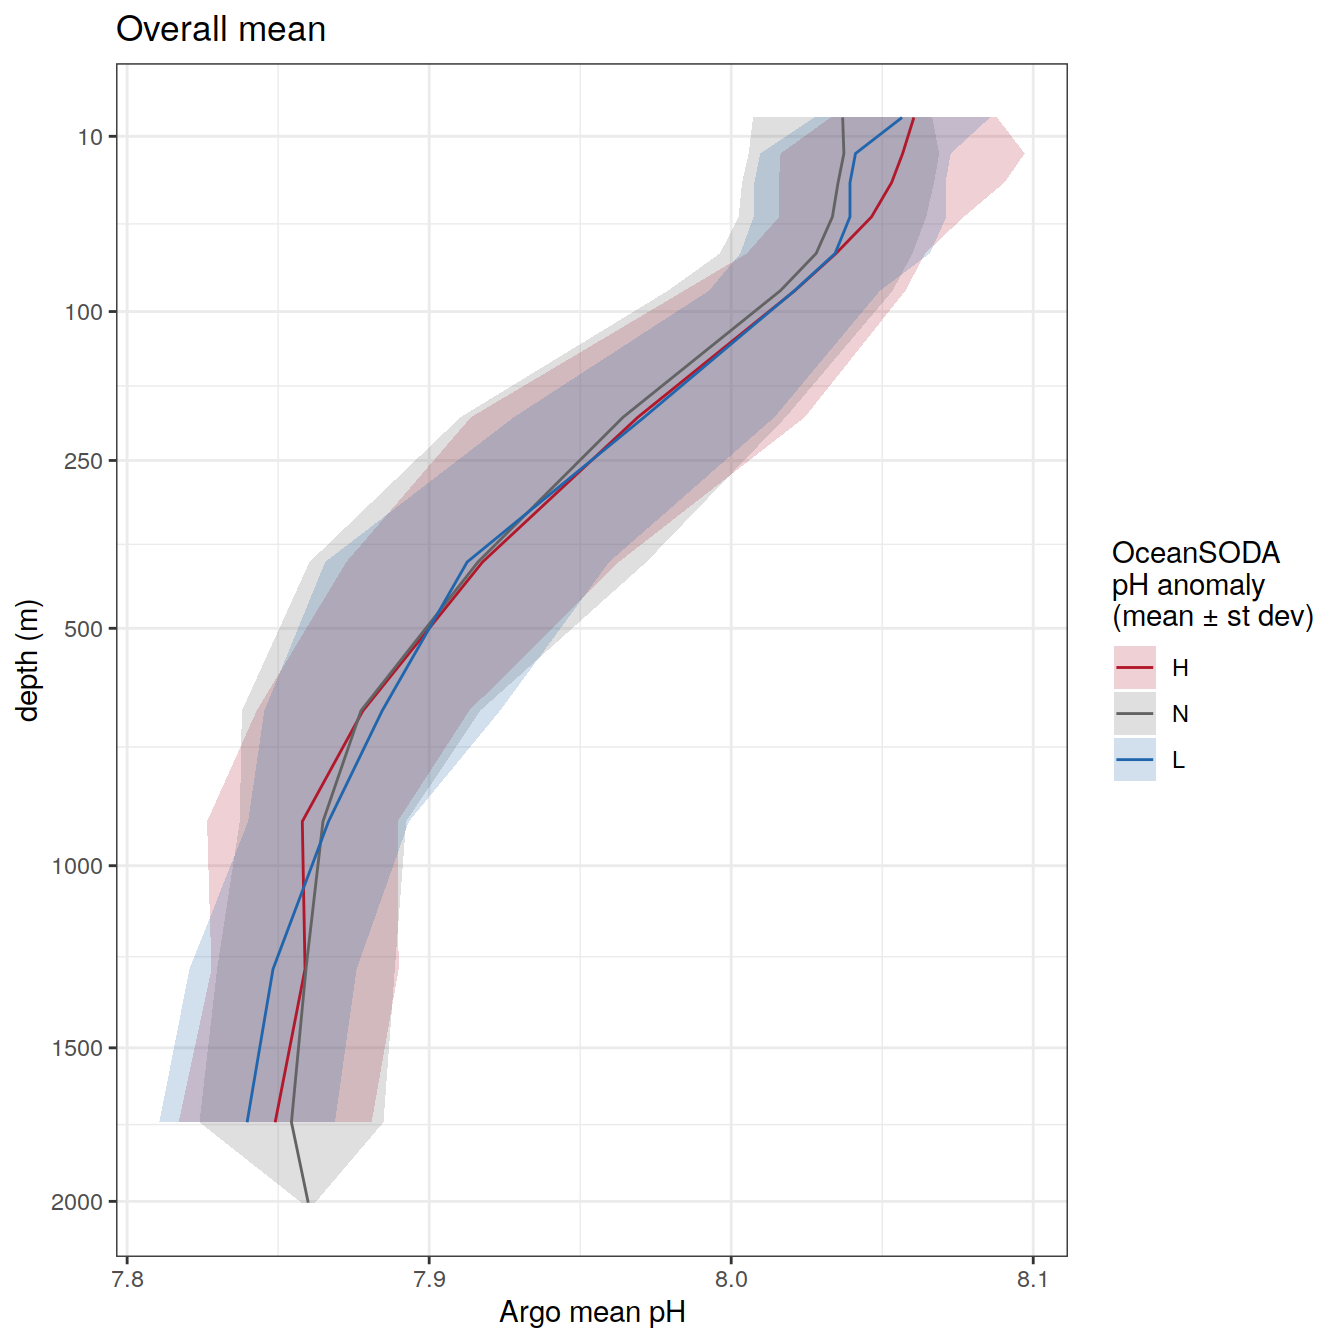 Overall mean
10
100
250
500
1000
1500
2000
depth (m)
7.8
7.9
8.0
8.1
Argo mean pH
OceanSODA
pH anomaly
(mean ± st dev)
H
N
L